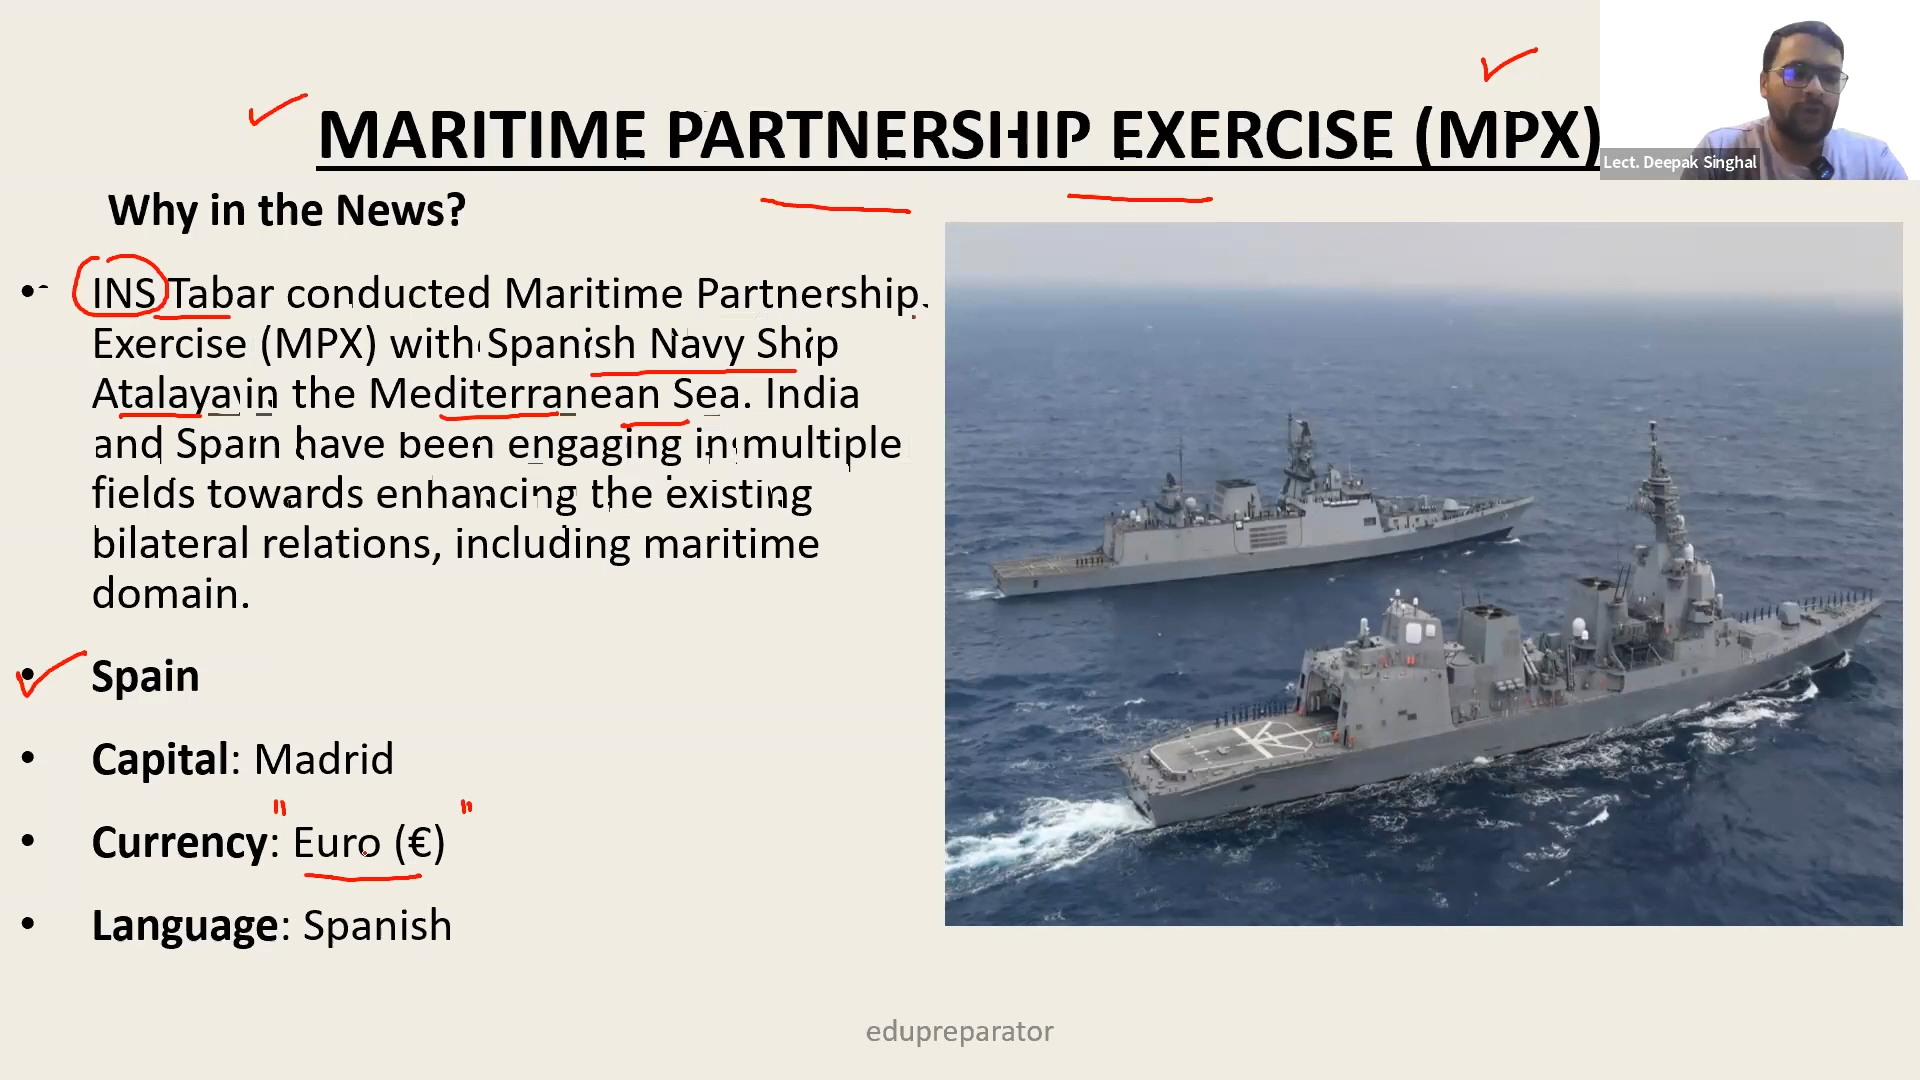 MARITIME PARTNERSHIP EXERCISE (MPX)
Lect. Deepak Singhal
Why in the News?
• INS Tabar conducted Maritime Partnership
Exercise (MPX) with Spanish Navy Ship
Atalaya in the Mediterranean Sea. India
and Spain have been engaging in multiple
fields towards enhancing the existing
bilateral relations, including maritime
domain.
• Spain
• Capital: Madrid
• Currency: Euro (€)
• Language: Spanish
edupreparator